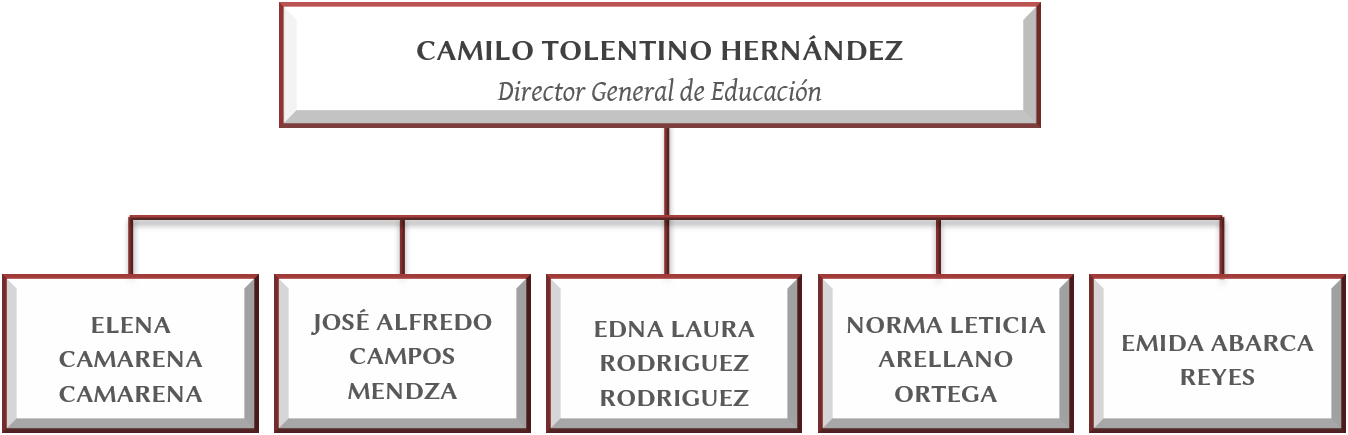 CAMILO TOLENTINO HERNÁNDEZ
Director General de Educación
ELENA
CAMARENA
CAMARENA
JOSÉ ALFREDO
CAMPOS
MENDZA
EDNA LAURA
RODRIGUEZ
RODRIGUEZ
NORMA LETICIA
ARELLANO
ORTEGA
EMIDA ABARCA
REYES